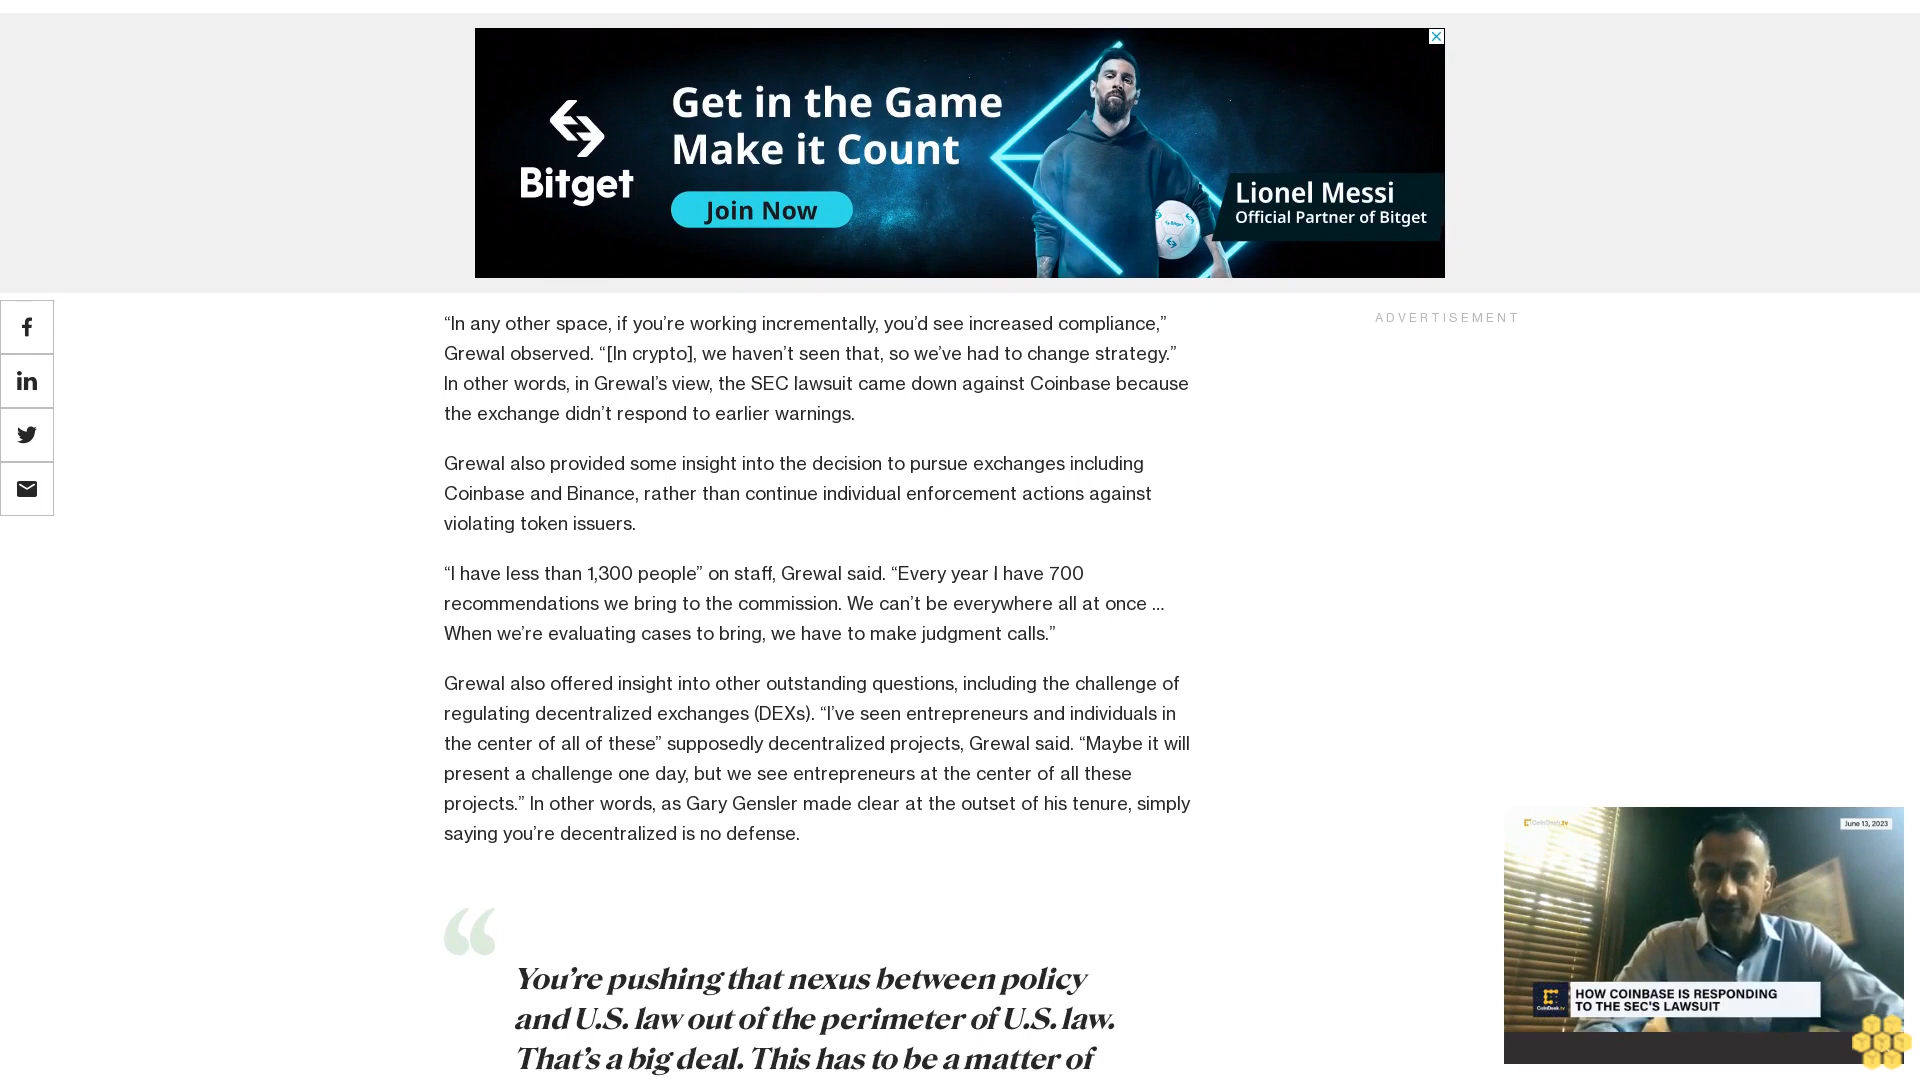 Get in the Game
Make it Count
Bitget
Join Now
Lionel Messi
Official Partner of Bitget
“In any other space, if you’re working incrementally, you’d see increased compliance,”
Grewal observed. “[In crypto], we haven’t seen that, so we’ve had to change strategy.”
In other words, in Grewal’s view, the SEC lawsuit came down against Coinbase because
the exchange didn’t respond to earlier warnings.
Grewal also provided some insight into the decision to pursue exchanges including
Coinbase and Binance, rather than continue individual enforcement actions against
violating token issuers.
“I have less than 1,300 people” on staff, Grewal said. “Every year I have 700
recommendations we bring to the commission. We can’t be everywhere all at once ...
When we’re evaluating cases to bring, we have to make judgment calls.”
Grewal also offered insight into other outstanding questions, including the challenge of
regulating decentralized exchanges (DEXs). “I’ve seen entrepreneurs and individuals in
the center of all of these” supposedly decentralized projects, Grewal said. “Maybe it will
present a challenge one day, but we see entrepreneurs at the center of all these
projects.” In other words, as Gary Gensler made clear at the outset of his tenure, simply
saying you’re decentralized is no defense.
“
You’re pushing that nexus between policy
and U.S. law out of the perimeter of U.S. law.
That’s a big deal. This has to be a matter of
ADVERTISEMENT
CoinDesk.tv
June 13, 2023
CoinDesk.tv
HOW COINBASE IS RESPONDING
TO THE SEC'S LAWSUIT